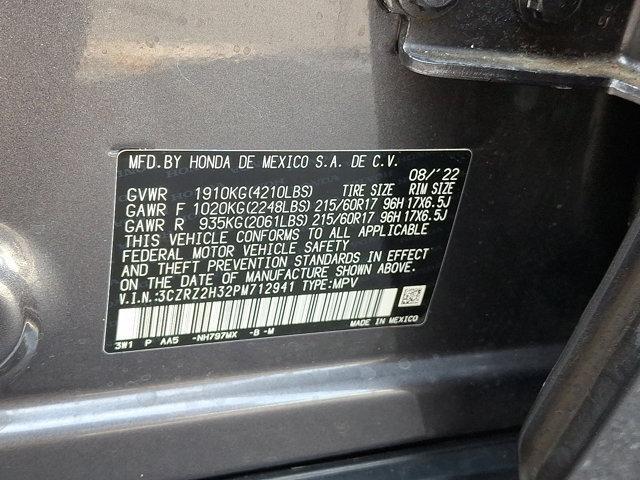 MFD.BY HONDA DE MEXICO S.A. DE C.V.
08/'22
GVWR 1910KG(4210LBS) TIRE SIZE RIM SIZE
GAWR F 1020KG(2248LBS) 215/60R17 96H 17X6.5J
GAWR R 935KG(2061LBS) 215/60R17 96H 17X6.5J
THIS VEHICLE CONFORMS TO ALL APPLICABLE
FEDERAL MOTOR VEHICLE SAFETY
AND THEFT PREVENTION STANDARDS IN EFFECT
ON THE DATE OF MANUFACTURE SHOWN ABOVE.
V.I.N.:3CZRZ2H32PM712941 TYPE:MPV
3W1 P AA5 -NH797MX -B -M MADE IN MEXICO